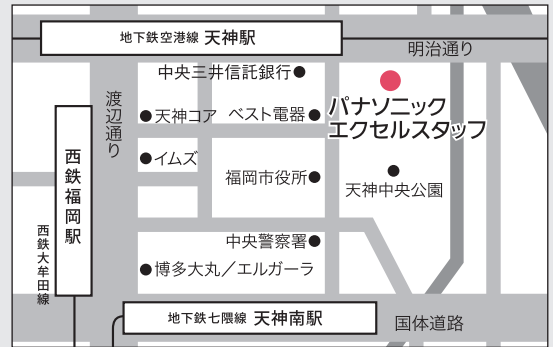 地下鉄空港線 天神駅
明治通り
中央三井信託銀行
渡辺通り
天神コア
ベスト電器
パナソニック
エクセルスタッフ
イムズ
西鉄福岡駅
福岡市役所
天神中央公園
西鉄大牟田線
中央警察署
博多大丸／エルガーラ
地下鉄七隈線 天神南駅
国体道路